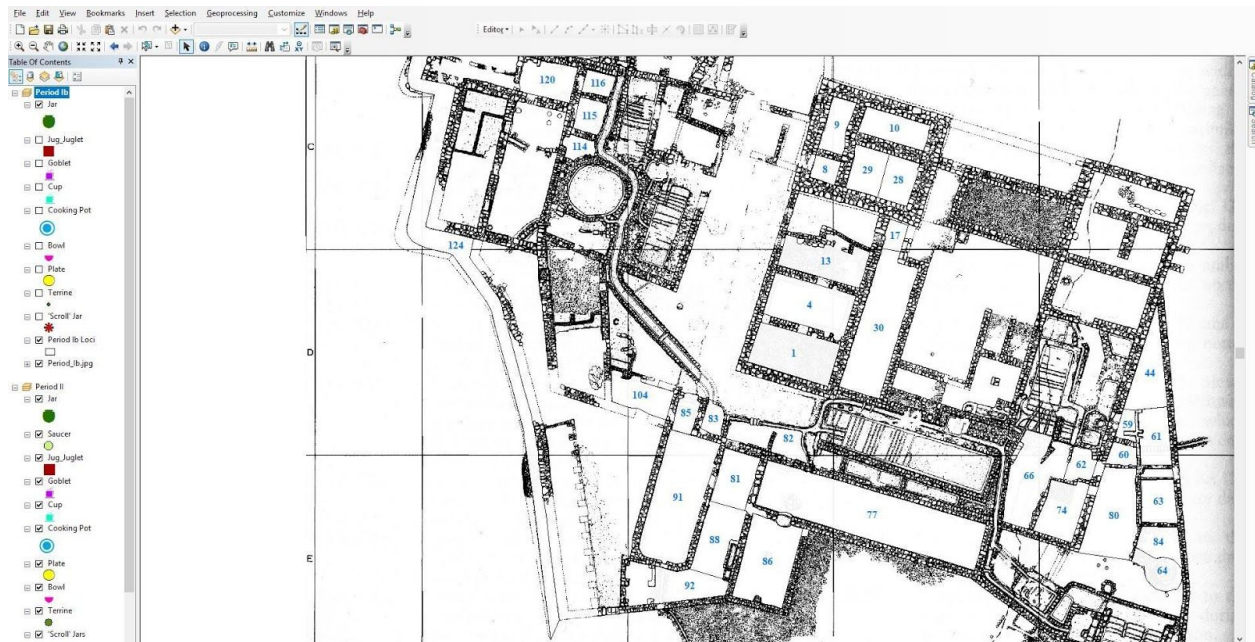 File Edit View Bookmarks Insert Selection Geoprocessing Customize Windows Help
Editor
Table Of Contents
Period Ib
Jar
Jug_Juglet
Goblet
Cup
Cooking Pot
Bowl
Plate
Terrine
'Scroll' Jar
Period Ib Loci
Period_Ib.jpg
Period II
Jar
Saucer
Jug_Juglet
Goblet
Cup
Cooking Pot
Plate
Bowl
Terrine
'Scroll' Jars
120
116
115
C
114
9
10
8
29
28
124
17
13
4
30
D
1
44
104
85
83
82
59
61
60
62
66
81
91
77
74
80
63
88
84
E
86
64
92
Catalog